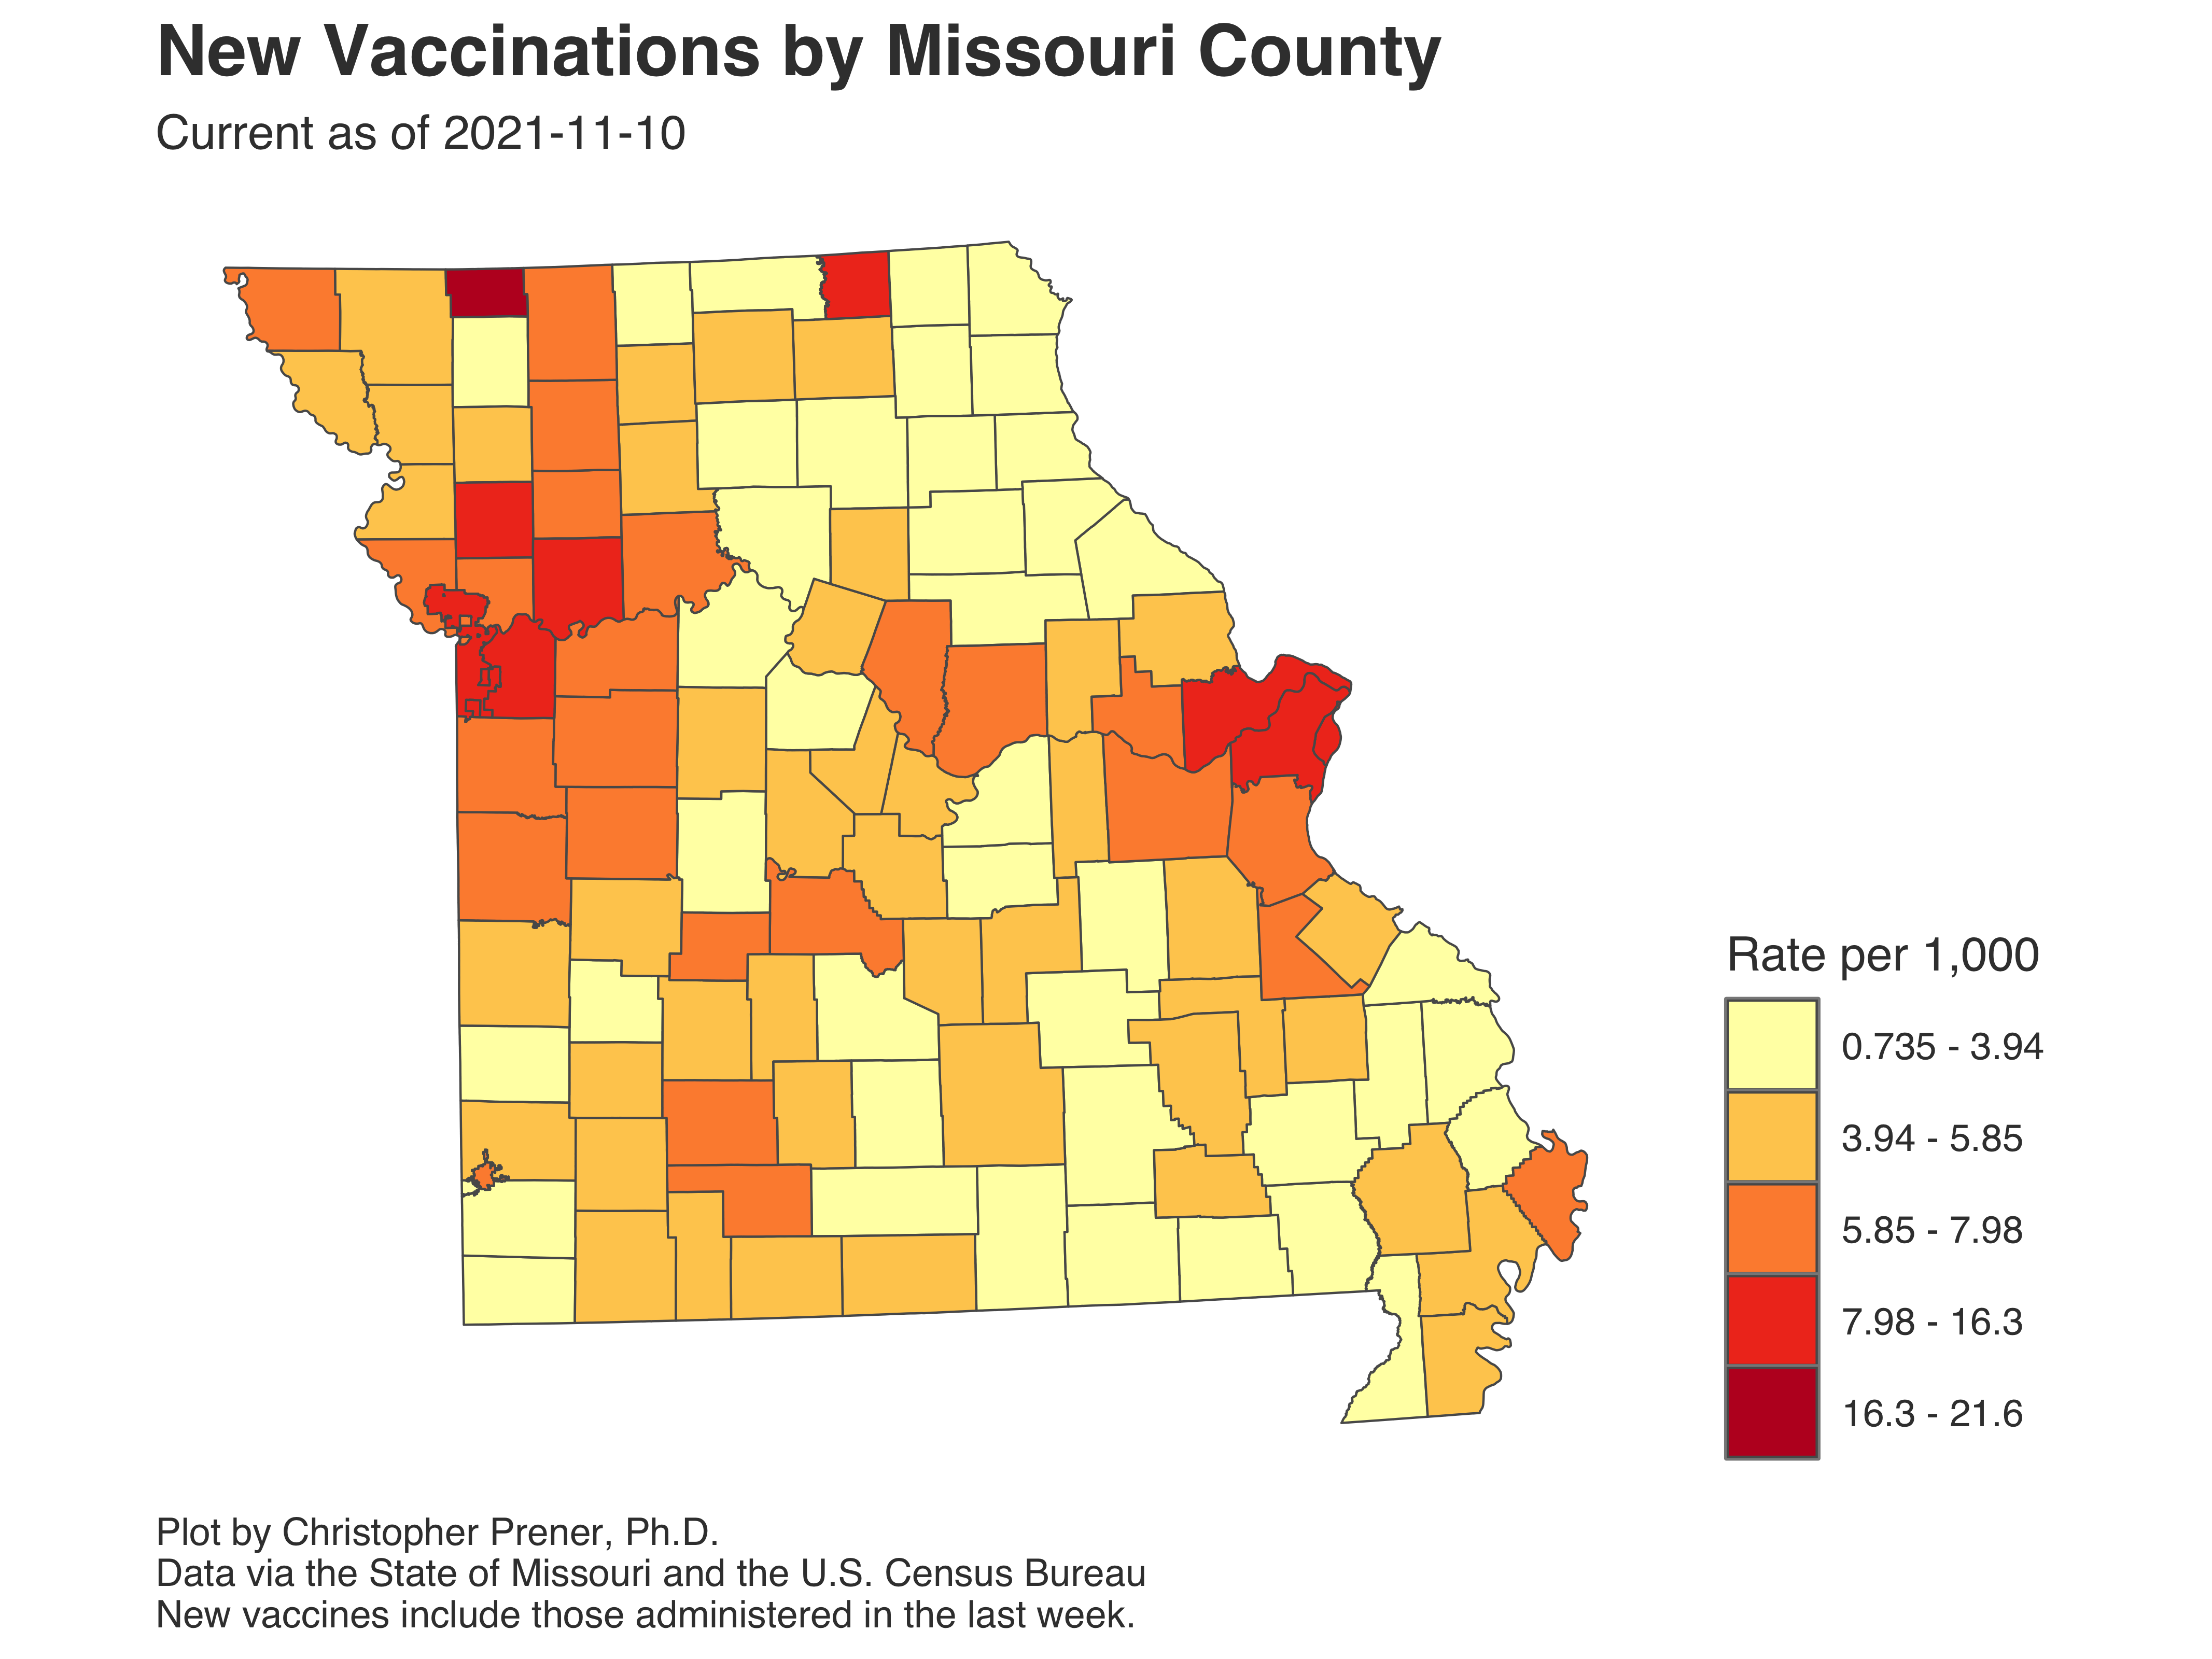 New Vaccinations by Missouri County
Current as of 2021-11-10
Rate per 1,000
0.735 - 3.94
3.94 - 5.85
5.85 - 7.98
7.98 - 16.3
16.3 - 21.6
Plot by Christopher Prener, Ph.D.
Data via the State of Missouri and the U.S. Census Bureau
New vaccines include those administered in the last week.